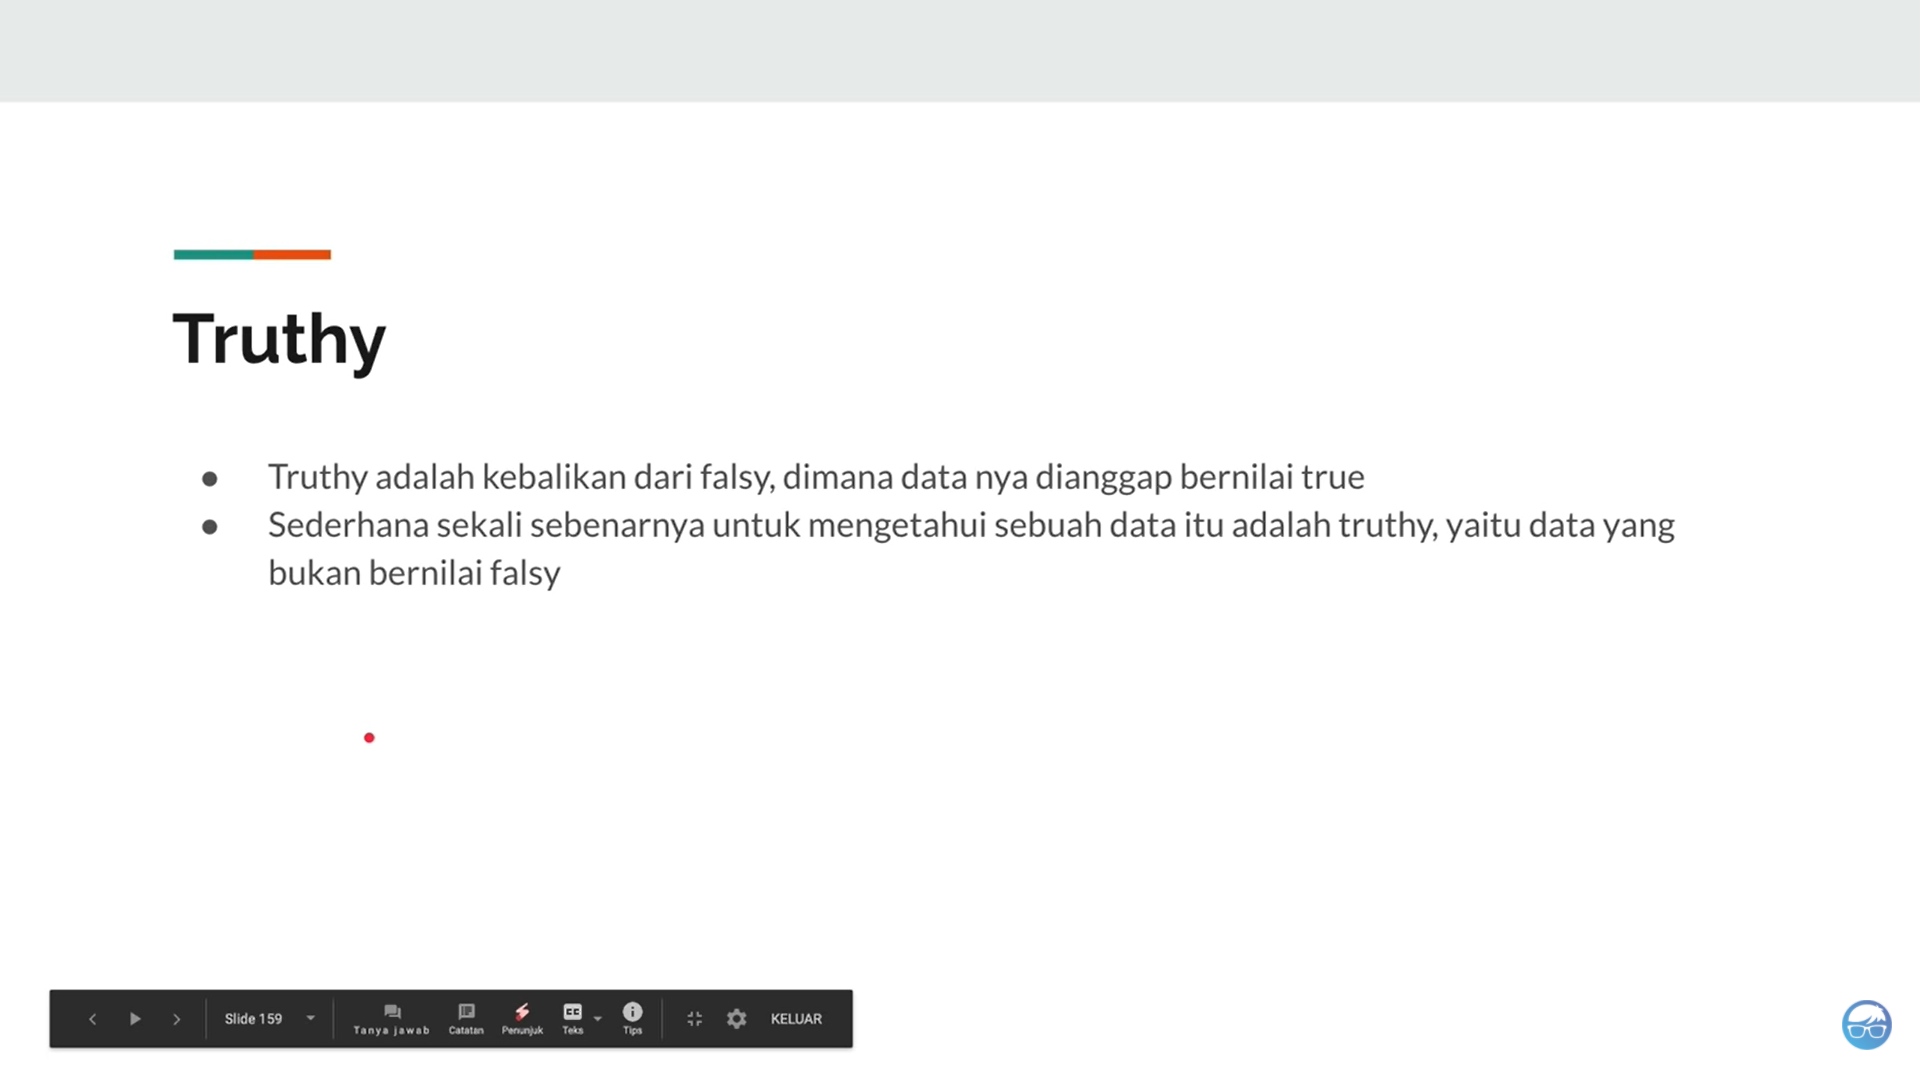 Truthy
● Truthy adalah kebalikan dari falsy, dimana data nya dianggap bernilai true
● Sederhana sekali sebenarnya untuk mengetahui sebuah data itu adalah truthy, yaitu data yang
bukan bernilai falsy
Slide 159
Tanya jawab
Catatan
Penunjuk
CC
Teks
Tips
KELUAR